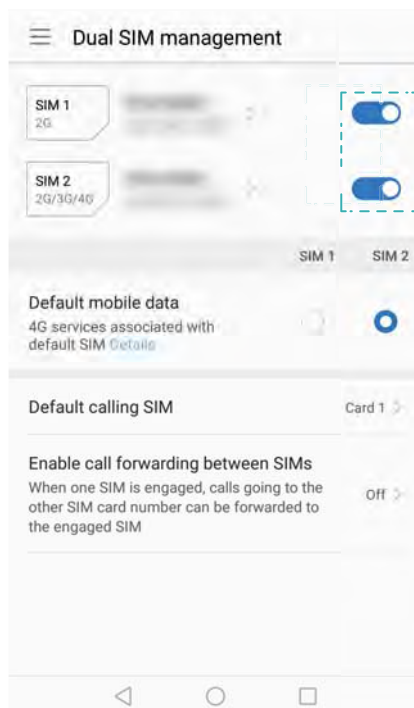 Dual SIM management
SIM 1
2G
SIM 2
2G/3G/4G
SIM 1 SIM 2
Default mobile data
4G services associated with
default SIM Details
Default calling SIM Card 1
Enable call forwarding between SIMs
When one SIM is engaged, calls going to the
other SIM card number can be forwarded to
the engaged SIM
Off